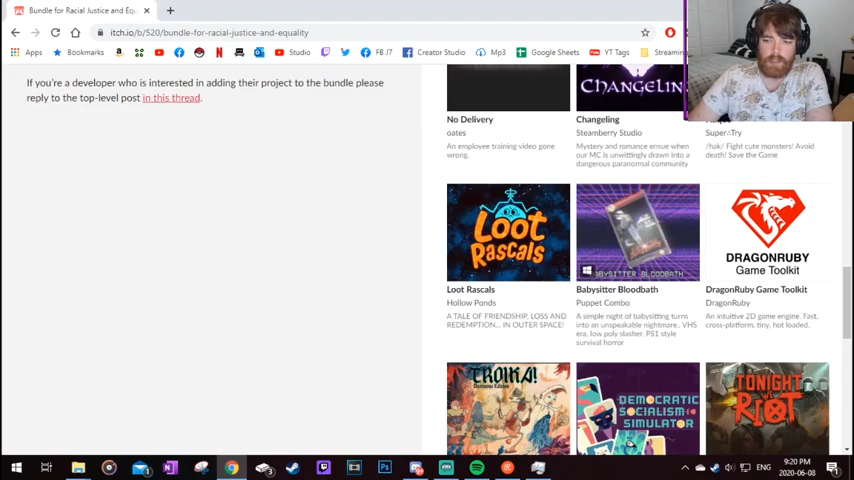 Bundle for Racial Justice and Equ
itch.io/b/520/bundle-for-racial-justice-and-equality
Apps
Bookmarks
Studio
FB J7
Creator Studio
Mp3
Google Sheets
YT Tags
Streaming
If you're a developer who is interested in adding their project to the bundle please
reply to the top-level post in this thread.
CHANGELIN
No Delivery
oates
An employee training video gone
wrong.
Changeling
Steamberry Studio
Mystery and romance ensue when
our MC is unwittingly drawn into a
dangerous paranormal community
Super∴Try
/hak/ Fight cute monsters! Avoid
death! Save the Game
Loot
Rascals
BABYSITTER BLOODBATH
DRAGONRUBY
Game Toolkit
Loot Rascals
Hollow Ponds
A TALE OF FRIENDSHIP, LOSS AND
REDEMPTION... IN OUTER SPACE!
Babysitter Bloodbath
Puppet Combo
A simple night of babysitting turns
into an unspeakable nightmare.. VHS
era, low poly slasher. PS1 style
survival horror
DragonRuby Game Toolkit
DragonRuby
An intuitive 2D game engine. Fast,
cross-platform, tiny, hot loaded.
TROIKA!
DEMOCRATIC
SOCIALISM
SIMULATOR
TONIGHT
WE
RIOT
ENG
9:20 PM
2020-06-08